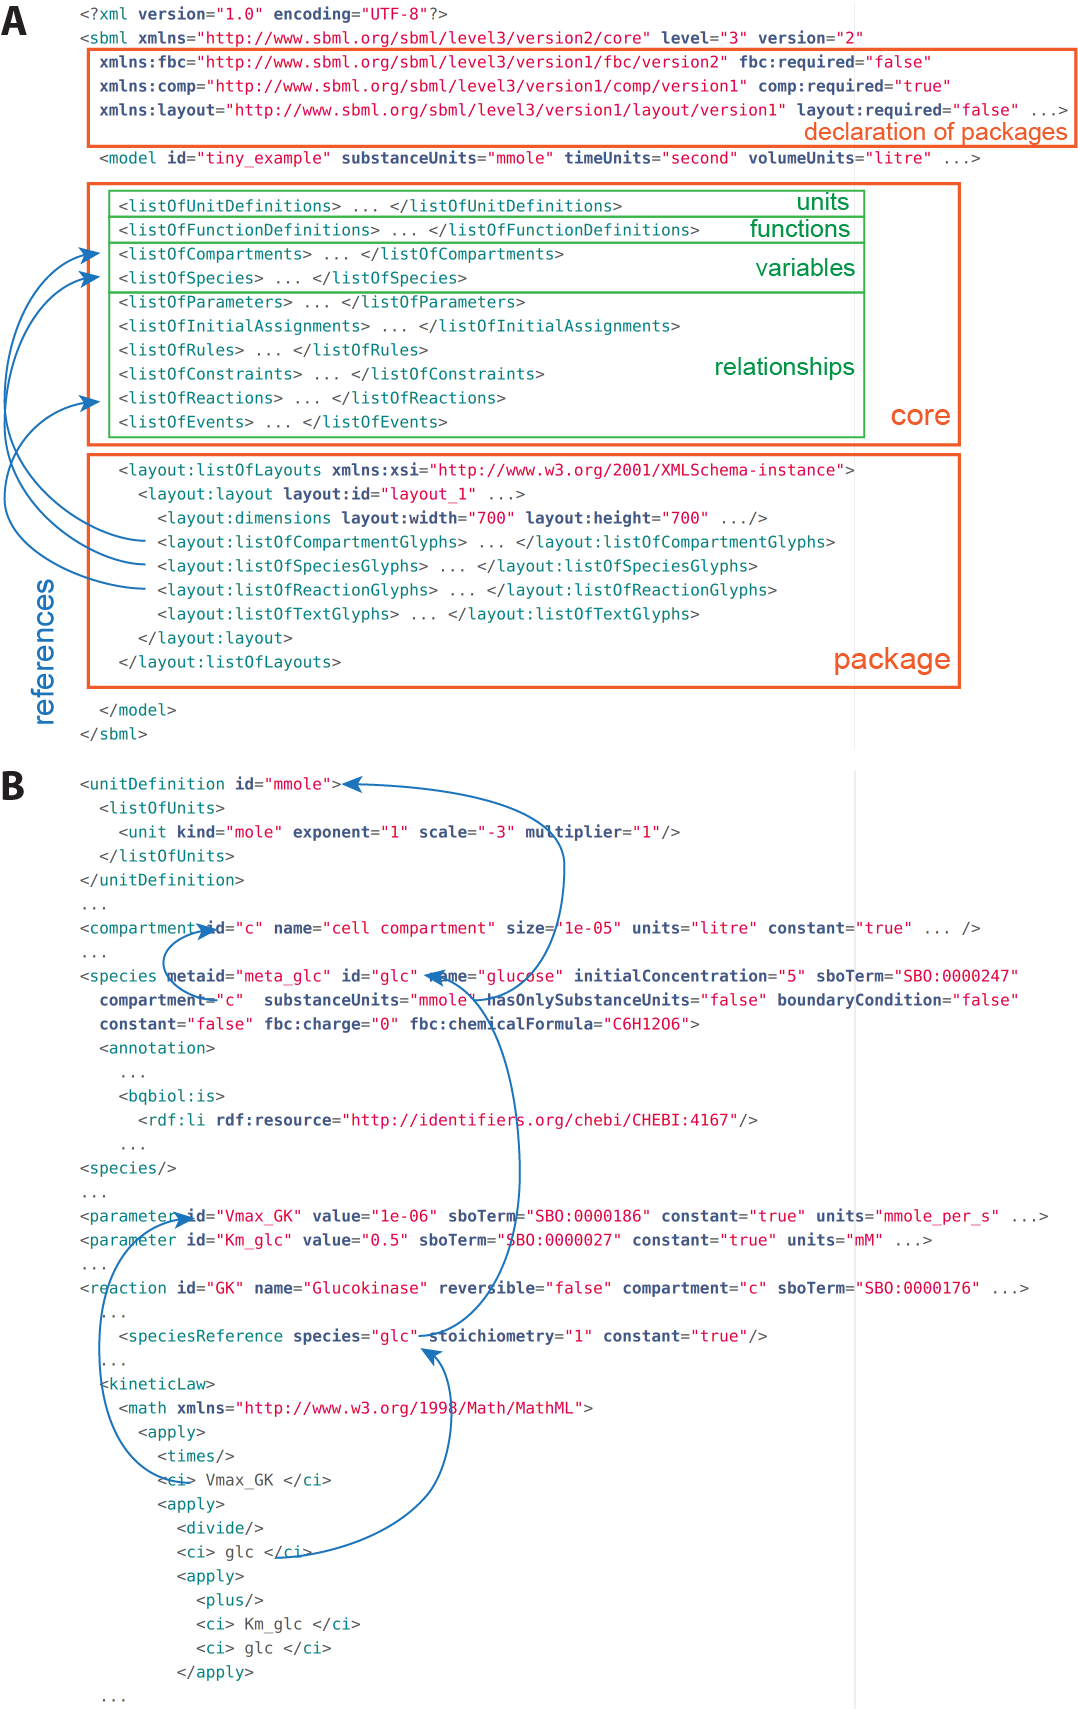 A
<?xml version="1.0" encoding="UTF-8"?>
<sbml xmlns="http://www.sbml.org/sbml/level3/version2/core" level="3" version="2"
xmlns:fbc="http://www.sbml.org/sbml/level3/version1/fbc/version2" fbc:required="false"
xmlns:comp="http://www.sbml.org/sbml/level3/version1/comp/version1" comp:required="true"
xmlns:layout="http://www.sbml.org/sbml/level3/version1/layout/version1" layout:required="false" ...>
declaration of packages
<model id="tiny_example" substanceUnits="mmole" timeUnits="second" volumeUnits="litre" ...>
<listOfUnitDefinitions> ... </listOfUnitDefinitions>
units
<listOfFunctionDefinitions> ... </listOfFunctionDefinitions>
functions
<listOfCompartments> ... </listOfCompartments>
variables
<listOfSpecies> ... </listOfSpecies>
<listOfParameters> ... </listOfParameters>
<listOfInitialAssignments> ... </listOfInitialAssignments>
<listOfRules> ... </listOfRules>
relationships
<listOfConstraints> ... </listOfConstraints>
<listOfReactions> ... </listOfReactions>
<listOfEvents> ... </listOfEvents>
core
<layout:listOfLayouts xmlns:xsi="http://www.w3.org/2001/XMLSchema-instance">
<layout:layout layout:id="layout_1" ...>
<layout:dimensions layout:width="700" layout:height="700" .../>
<layout:listOfCompartmentGlyphs> ... </layout:listOfCompartmentGlyphs>
<layout:listOfSpeciesGlyphs> ... </layout:listOfSpeciesGlyphs>
<layout:listOfReactionGlyphs> ... </layout:listOfReactionGlyphs>
<layout:listOfTextGlyphs> ... </layout:listOfTextGlyphs>
</layout:layout>
</layout:listOfLayouts>
package
references
</model>
</sbml>
B
<unitDefinition id="mmole">
<listOfUnits>
<unit kind="mole" exponent="1" scale="-3" multiplier="1"/>
</listOfUnits>
</unitDefinition>
...
<compartment id="c" name="cell compartment" size="1e-05" units="litre" constant="true" ... />
...
<species metaid="meta_glc" id="glc" name="glucose" initialConcentration="5" sboTerm="SBO:0000247"
compartment="c" substanceUnits="mmole" hasOnlySubstanceUnits="false" boundaryCondition="false"
constant="false" fbc:charge="0" fbc:chemicalFormula="C6H12O6">
<annotation>
...
<bqbiol:is>
<rdf:li rdf:resource="http://identifiers.org/chebi/CHEBI:4167"/>
...
<species/>
...
<parameter id="Vmax_GK" value="1e-06" sboTerm="SBO:0000186" constant="true" units="mmole_per_s" ...>
<parameter id="Km_glc" value="0.5" sboTerm="SBO:0000027" constant="true" units="mM" ...>
...
<reaction id="GK" name="Glucokinase" reversible="false" compartment="c" sboTerm="SBO:0000176" ...>
...
<speciesReference species="glc" stoichiometry="1" constant="true"/>
...
<kineticLaw>
<math xmlns="http://www.w3.org/1998/Math/MathML">
<apply>
<times/>
<ci> Vmax_GK </ci>
<apply>
<divide/>
<ci> glc </ci>
<apply>
<plus/>
<ci> Km_glc </ci>
<ci> glc </ci>
</apply>
...